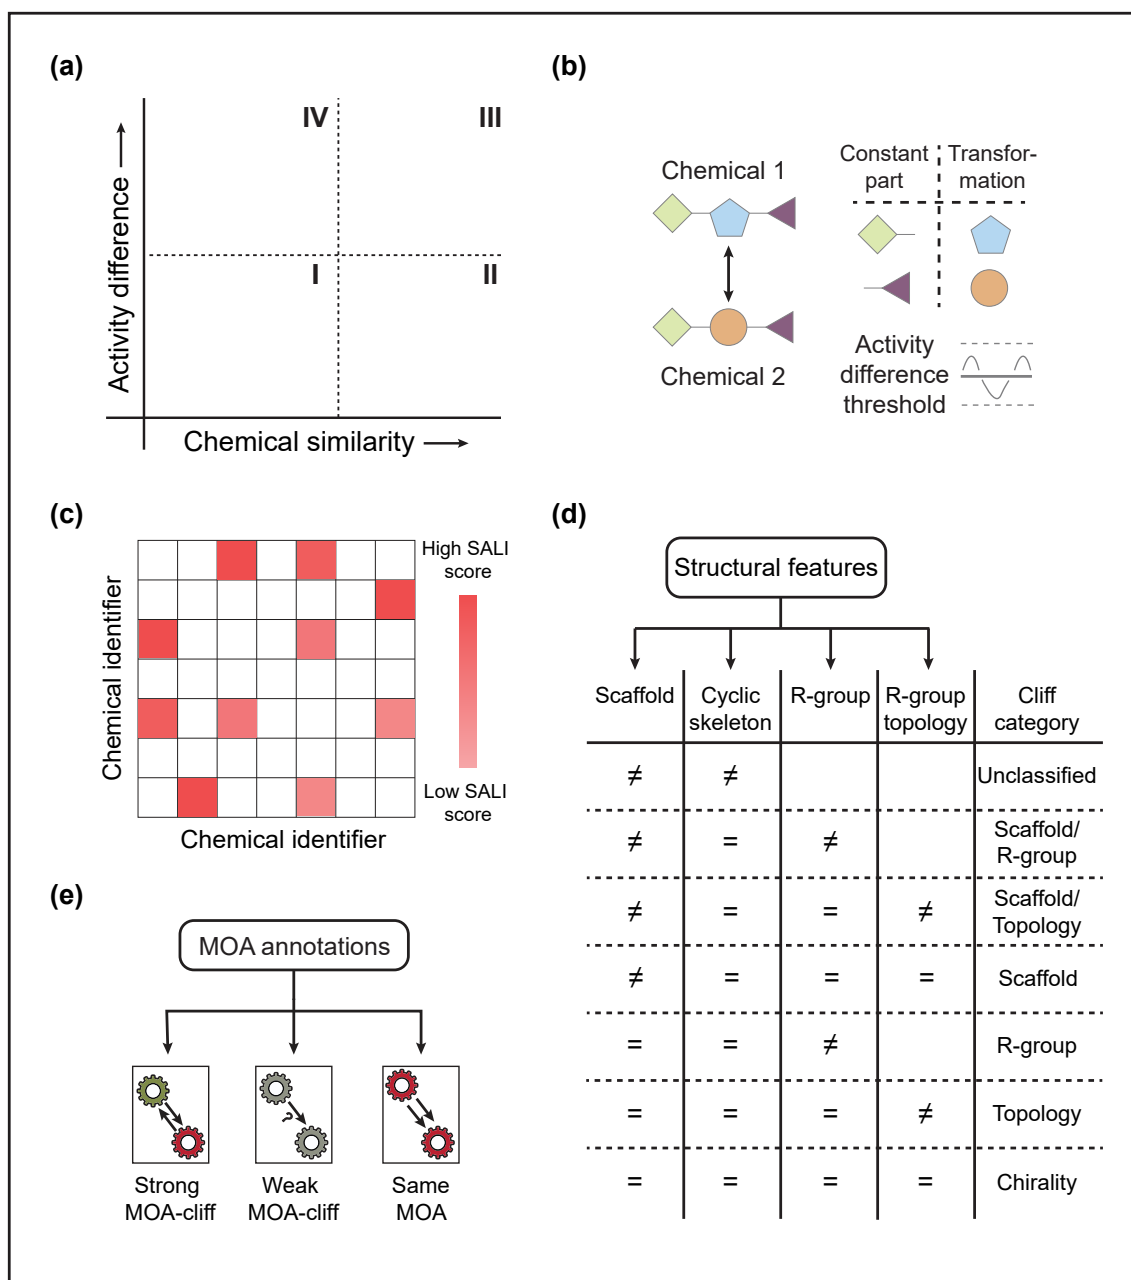 (a)
IV
III
I
II
Activity difference
Chemical similarity
(b)
Chemical 1
Chemical 2
Constant
part
Transfor-
mation
Activity
difference
threshold
(c)
Chemical identifier
Chemical identifier
High SALI
score
Low SALI
score
(d)
Structural features
Scaffold
Cyclic
skeleton
R-group
R-group
topology
Cliff
category
≠ ≠ Unclassified
≠ = ≠ Scaffold/
R-group
≠ = = ≠ Scaffold/
Topology
≠ = = = Scaffold
= = ≠ R-group
= = = ≠ Topology
= = = = Chirality
(e)
MOA annotations
?
Strong
MOA-cliff
Weak
MOA-cliff
Same
MOA